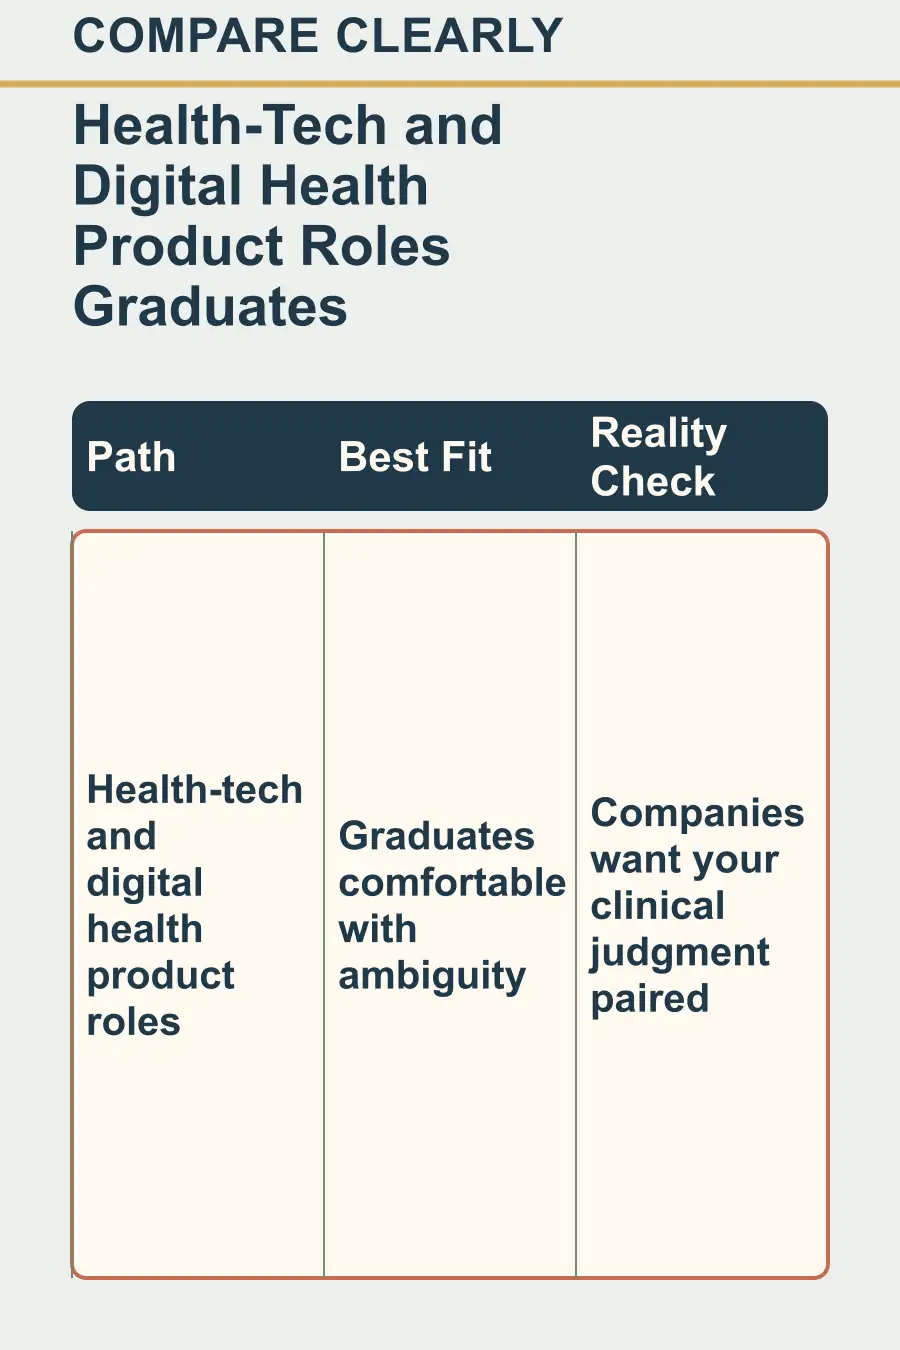 COMPARE CLEARLY
Health-Tech and
Digital Health
Product Roles
Graduates
Path
Best Fit
Reality
Check
Health-tech
and
digital
health
product
roles
Graduates
comfortable
with
ambiguity
Companies
want your
clinical
judgment
paired